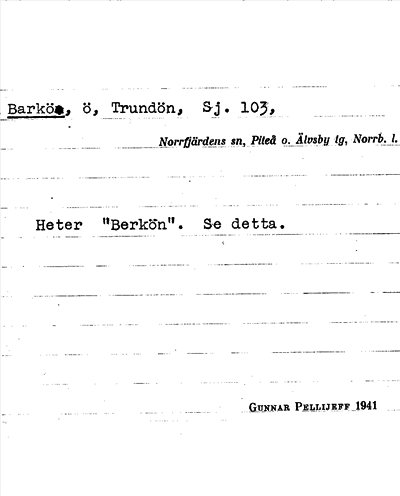 Barkö, ö, Trundön, Sj. 103,
Norrfjärdens sn, Piteå o. Älvsby tg, Norrb. l.
Heter "Berkön". Se detta.
GUNNAR PELLIJEFF 1941